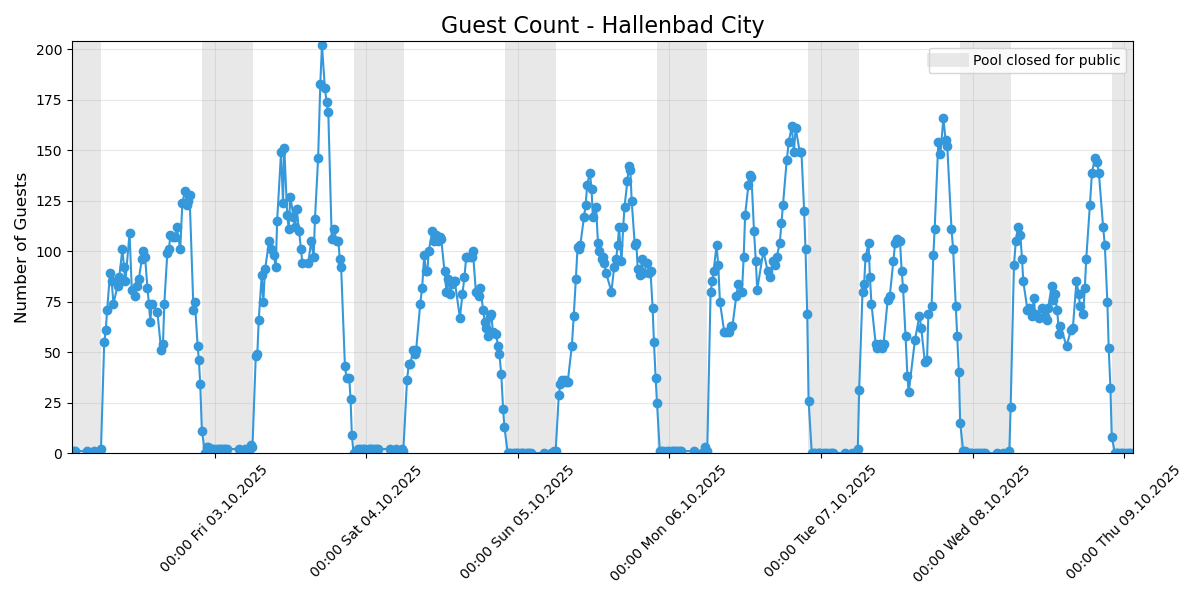 Guest Count - Hallenbad City
Pool closed for public
Number of Guests
200
175
150
125
100
75
50
25
0
00:00 Fri 03.10.2025
00:00 Sat 04.10.2025
00:00 Sun 05.10.2025
00:00 Mon 06.10.2025
00:00 Tue 07.10.2025
00:00 Wed 08.10.2025
00:00 Thu 09.10.2025